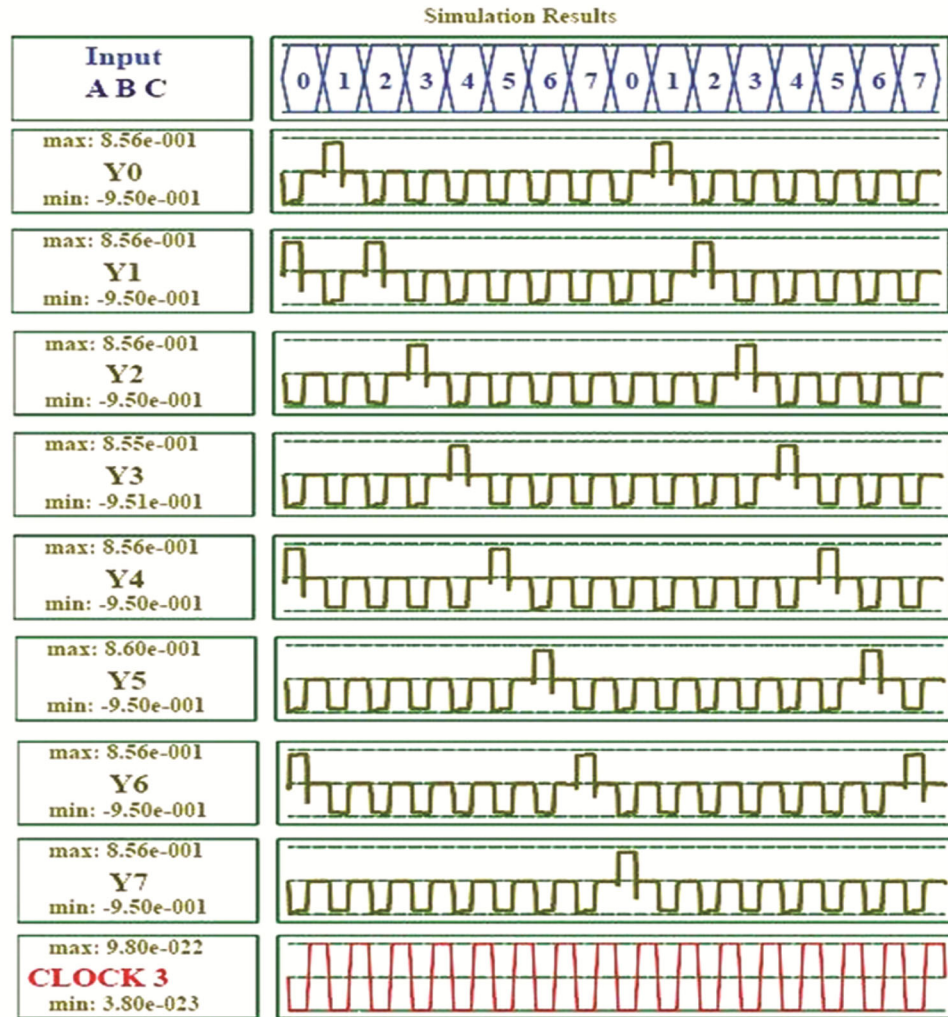 Simulation Results
Input
A B C
0 1 2 3 4 5 6 7 0 1 2 3 4 5 6 7
max: 8.56e-001
Y0
min: -9.50e-001
max: 8.56e-001
Y1
min: -9.50e-001
max: 8.56e-001
Y2
min: -9.50e-001
max: 8.55e-001
Y3
min: -9.51e-001
max: 8.56e-001
Y4
min: -9.50e-001
max: 8.60e-001
Y5
min: -9.50e-001
max: 8.56e-001
Y6
min: -9.50e-001
max: 8.56e-001
Y7
min: -9.50e-001
max: 9.80e-022
CLOCK 3
min: 3.80e-023